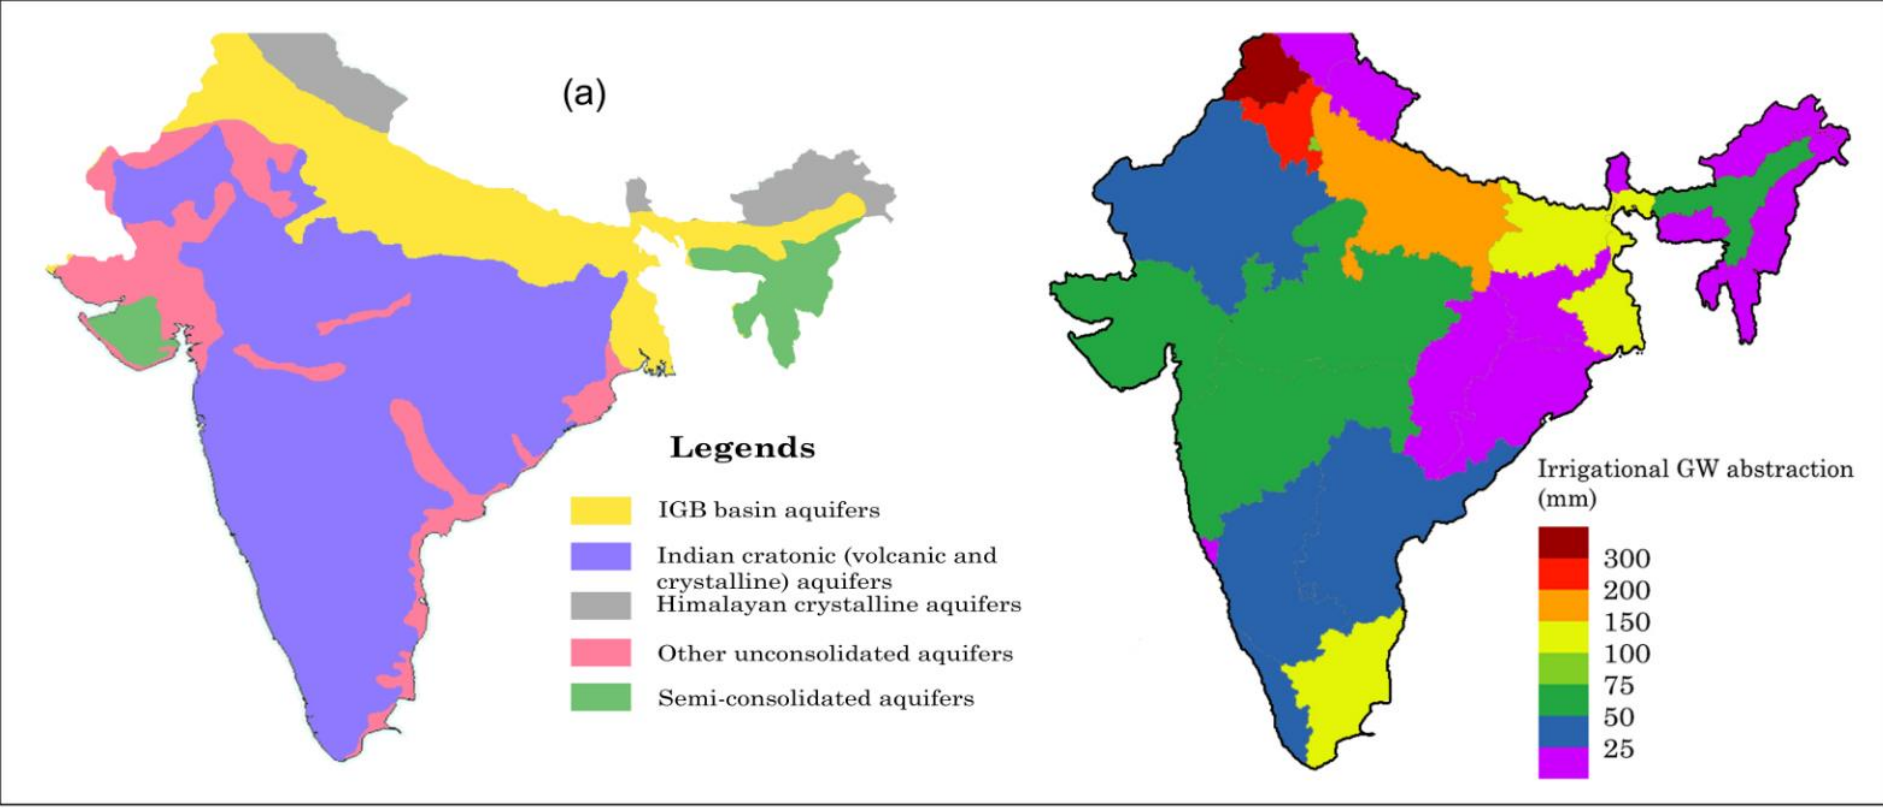 (a)
Legends
IGB basin aquifers
Indian cratonic (volcanic and
crystalline) aquifers
Himalayan crystalline aquifers
Other unconsolidated aquifers
Semi-consolidated aquifers
Irrigational GW abstraction
(mm)
300
200
150
100
75
50
25